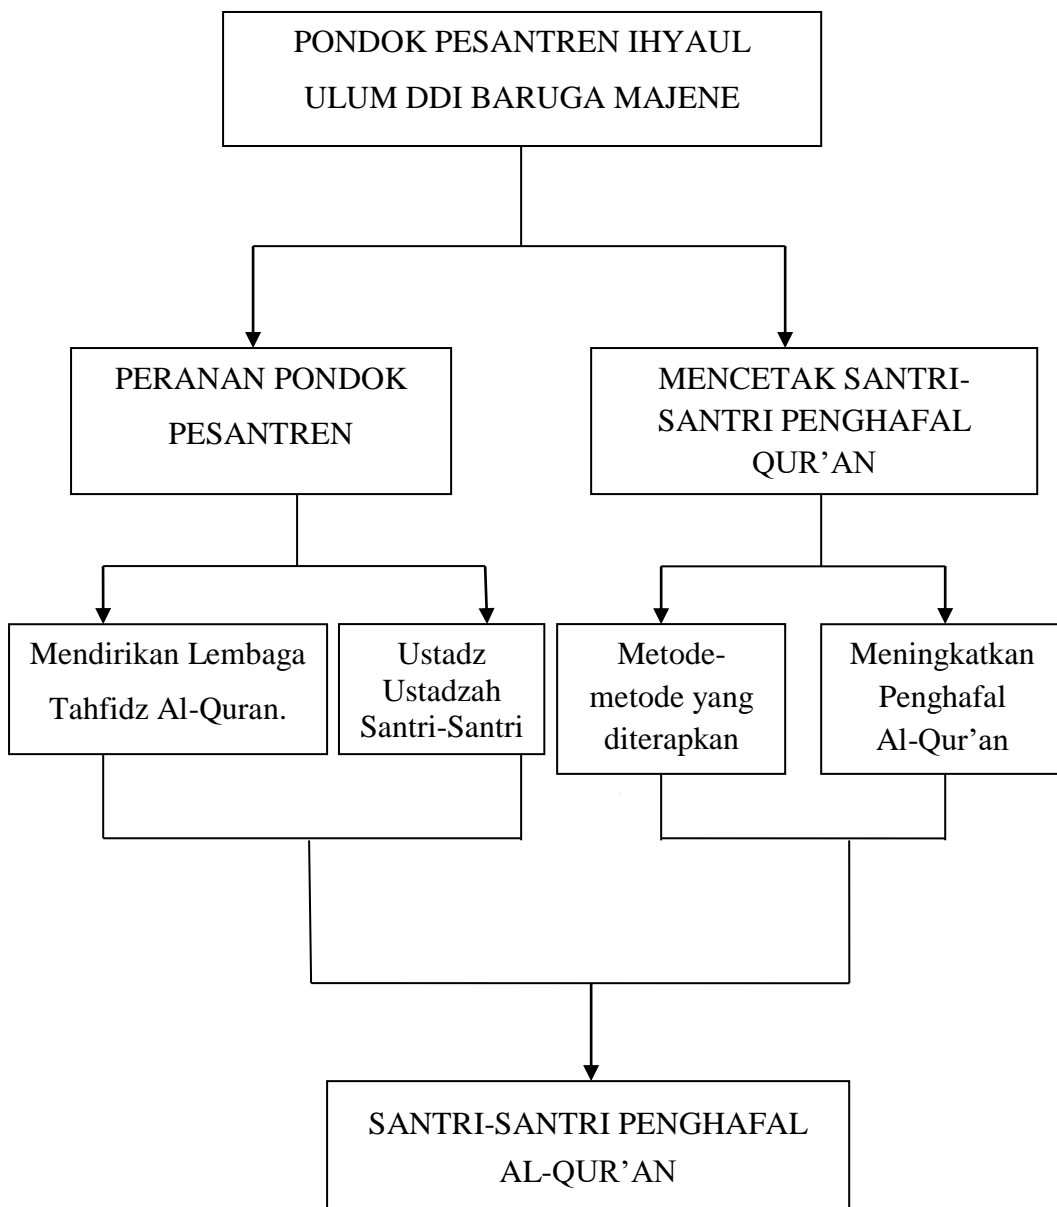 PONDOK PESANTREN IHYAUL
ULUM DDI BARUGA MAJENE
PERANAN PONDOK
PESANTREN
MENCETAK SANTRI-
SANTRI PENGHAFAL
QUR’AN
Mendirikan Lembaga
Tahfidz Al-Quran.
Ustadz
Ustadzah
Santri-Santri
Metode-
metode yang
diterapkan
Meningkatkan
Penghafal
Al-Qur’an
SANTRI-SANTRI PENGHAFAL
AL-QUR’AN